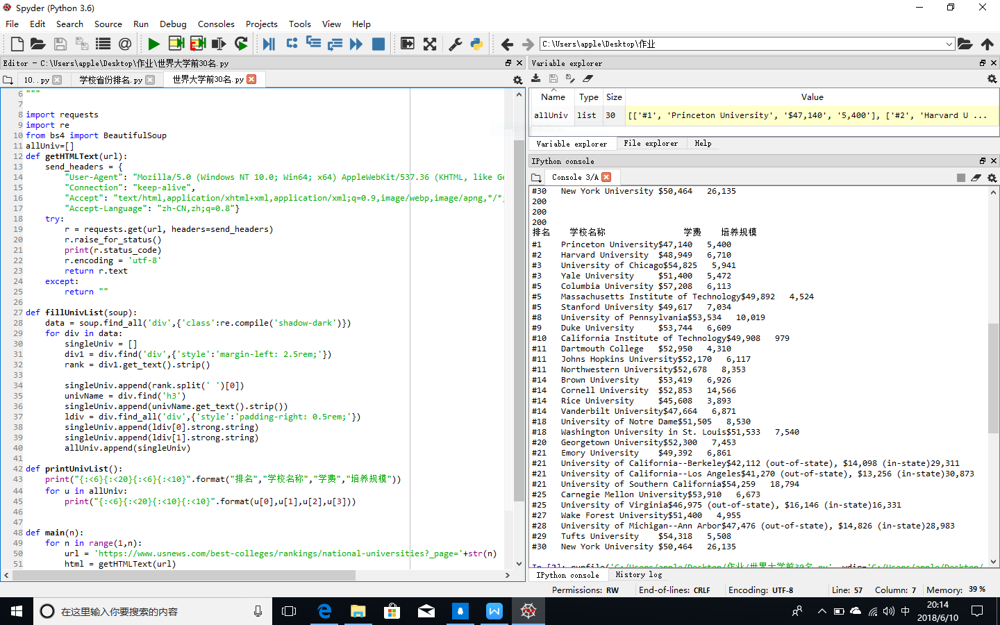 Spyder (Python 3.6)
File Edit Search Source Run Debug Consoles Projects Tools View Help
C:\Users\apple\Desktop\作业
Editor - C:\Users\apple\Desktop\作业\世界大学前30名.py
10..py 学校省份排名.py 世界大学前30名.py
6 """
7
8 import requests
9 import re
10 from bs4 import BeautifulSoup
11 allUniv=[]
12 def getHTMLText(url):
13 send_headers = {
14 "User-Agent": "Mozilla/5.0 (Windows NT 10.0; Win64; x64) AppleWebKit/537.36 (KHTML, like Ge
15 "Connection": "keep-alive",
16 "Accept": "text/html,application/xhtml+xml,application/xml;q=0.9,image/webp,image/apng,*/*;
17 "Accept-Language": "zh-CN,zh;q=0.8"}
18 try:
19 r = requests.get(url, headers=send_headers)
20 r.raise_for_status()
21 print(r.status_code)
22 r.encoding = 'utf-8'
23 return r.text
24 except:
25 return ""
26
27 def fillUnivList(soup):
28 data = soup.find_all('div',{'class':re.compile('shadow-dark')})
29 for div in data:
30 singleUniv = []
31 div1 = div.find('div',{'style':'margin-left: 2.5rem;'})
32 rank = div1.get_text().strip()
33
34 singleUniv.append(rank.split(' ')[0])
35 univName = div.find('h3')
36 singleUniv.append(univName.get_text().strip())
37 ldiv = div.find_all('div',{'style':'padding-right: 0.5rem;'})
38 singleUniv.append(ldiv[0].strong.string)
39 singleUniv.append(ldiv[1].strong.string)
40 allUniv.append(singleUniv)
41
42 def printUnivList():
43 print("{:<6}{:<20}{:<6}{:<10}".format("排名","学校名称","学费","培养规模"))
44 for u in allUniv:
45 print("{:<6}{:<20}{:<10}{:<10}".format(u[0],u[1],u[2],u[3]))
46
47
48 def main(n):
49 for n in range(1,n):
50 url = 'https://www.usnews.com/best-colleges/rankings/national-universities?_page='+str(n)
51 html = getHTMLText(url)
Variable explorer
Name Type Size Value
allUniv list 30 [['#1', 'Princeton University', '$47,140', '5,400'], ['#2', 'Harvard U ...
Variable explorer File explorer Help
IPython console
Console 3/A
#30 New York University $50,464 26,135
200
200
200
排名 学校名称 学费 培养规模
#1 Princeton University$47,140 5,400
#2 Harvard University $48,949 6,710
#3 University of Chicago$54,825 5,941
#3 Yale University $51,400 5,472
#5 Columbia University $57,208 6,113
#5 Massachusetts Institute of Technology$49,892 4,524
#5 Stanford University $49,617 7,034
#8 University of Pennsylvania$53,534 10,019
#9 Duke University $53,744 6,609
#10 California Institute of Technology$49,908 979
#11 Dartmouth College $52,950 4,310
#11 Johns Hopkins University$52,170 6,117
#11 Northwestern University$52,678 8,353
#14 Brown University $53,419 6,926
#14 Cornell University $52,853 14,566
#14 Rice University $45,608 3,893
#14 Vanderbilt University$47,664 6,871
#18 University of Notre Dame$51,505 8,530
#18 Washington University in St. Louis$51,533 7,540
#20 Georgetown University$52,300 7,453
#21 Emory University $49,392 6,861
#21 University of California--Berkeley$42,112 (out-of-state), $14,098 (in-state)29,311
#21 University of California--Los Angeles$41,270 (out-of-state), $13,256 (in-state)30,873
#21 University of Southern California$54,259 18,794
#25 Carnegie Mellon University$53,910 6,673
#25 University of Virginia$46,975 (out-of-state), $16,146 (in-state)16,331
#27 Wake Forest University$51,400 4,955
#28 University of Michigan--Ann Arbor$47,476 (out-of-state), $14,826 (in-state)28,983
#29 Tufts University $54,318 5,508
#30 New York University $50,464 26,135
In [2]: runfile('C:/Users/apple/Desktop/作业/世界大学前30名.py', wdir='C:/Users/apple/Desktop/
IPython console History log
Permissions: RW End-of-lines: CRLF Encoding: UTF-8 Line: 57 Column: 7 Memory: 39 %
在这里输入你要搜索的内容
中
20:14
2018/6/10